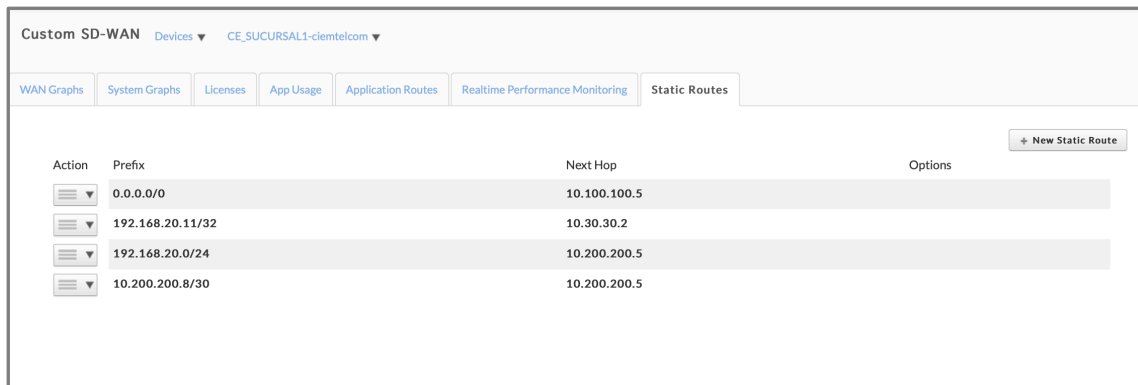 Custom SD-WAN Devices ▼ CE_SUCURSAL1-ciemtelcom ▼
WAN Graphs System Graphs Licenses App Usage Application Routes Realtime Performance Monitoring Static Routes
+ New Static Route
Action Prefix Next Hop Options
0.0.0.0/0 10.100.100.5
192.168.20.11/32 10.30.30.2
192.168.20.0/24 10.200.200.5
10.200.200.8/30 10.200.200.5